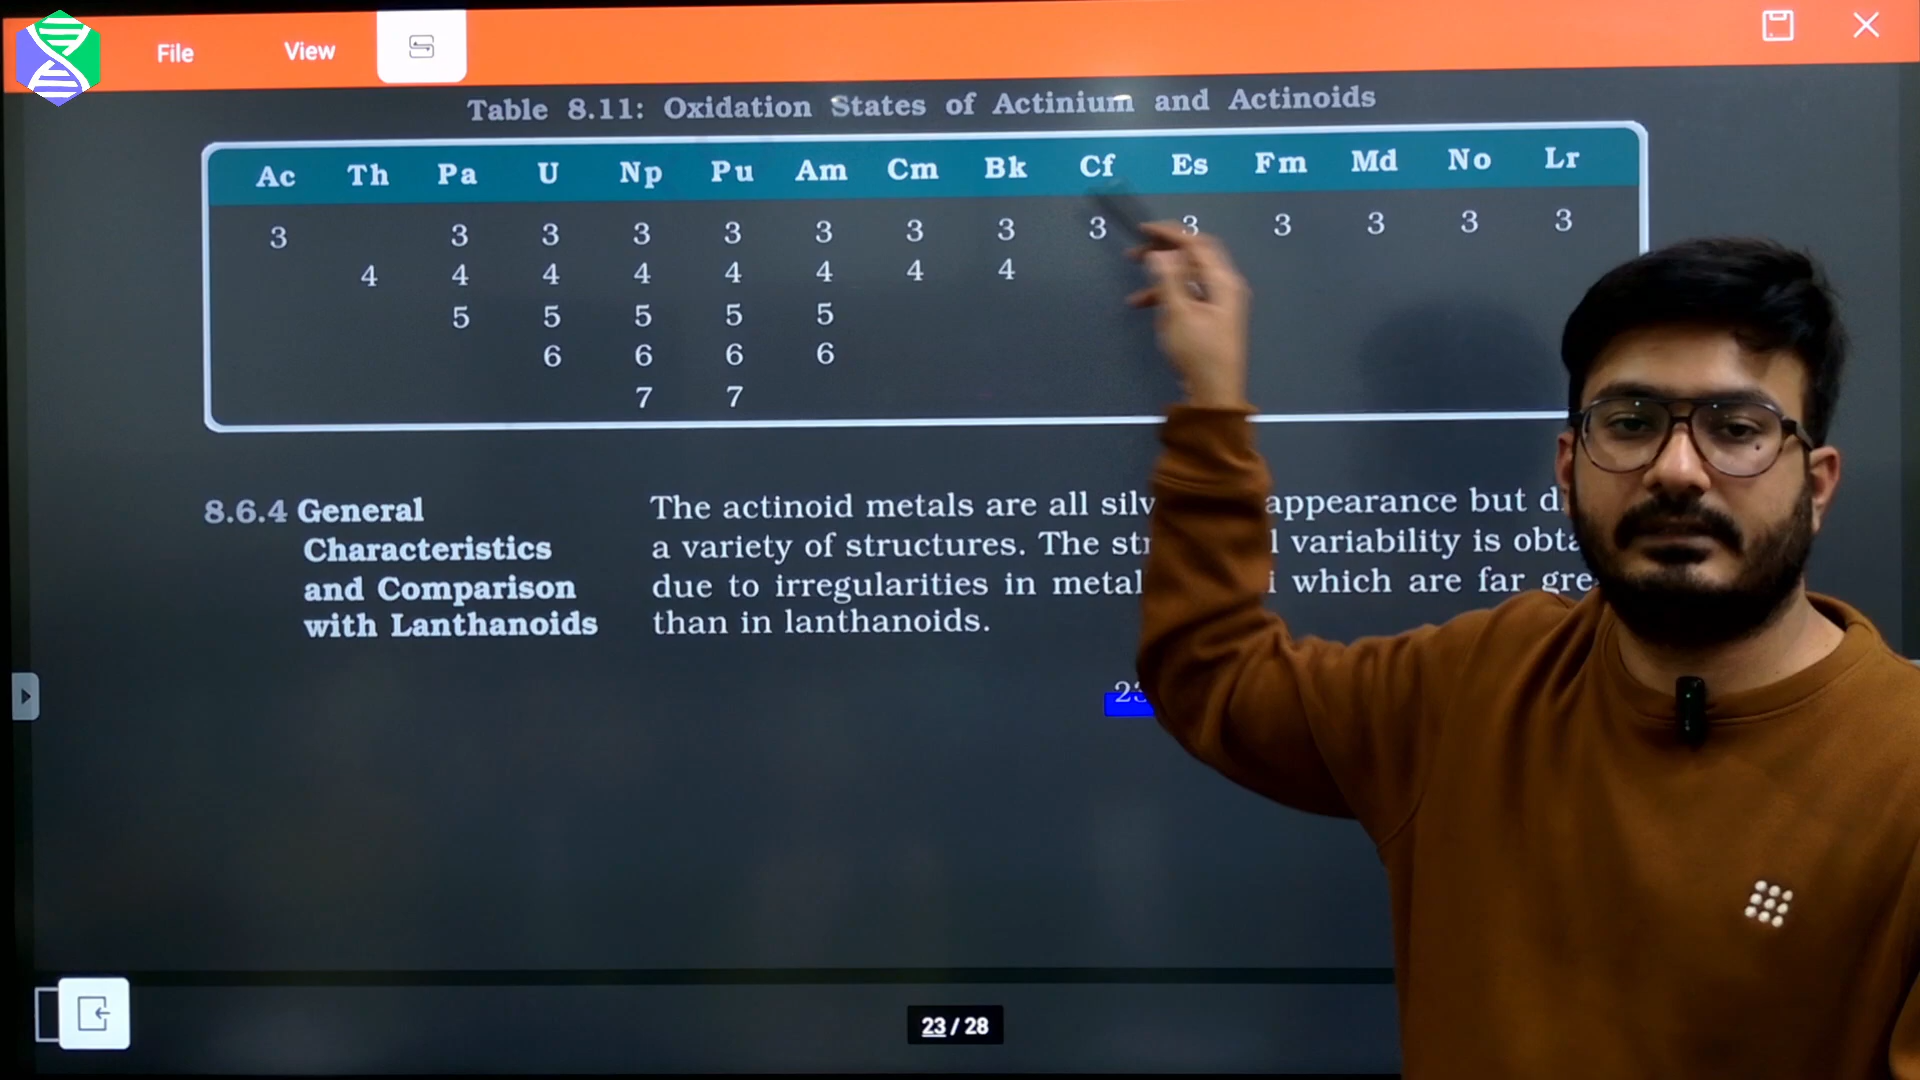 File View
Table 8.11: Oxidation States of Actinium and Actinoids
Ac Th Pa U Np Pu Am Cm Bk Cf Es Fm Md No Lr
3 3 3 3 3 3 3 3 3 3 3 3 3 3
4 4 4 4 4 4 4 4
5 5 5 5 5
6 6 6 6
7 7
8.6.4 General
Characteristics
and Comparison
with Lanthanoids
The actinoid metals are all appearance but
a variety of structures. The variability is
due to irregularities in metal which are far
than in lanthanoids.
23 / 28